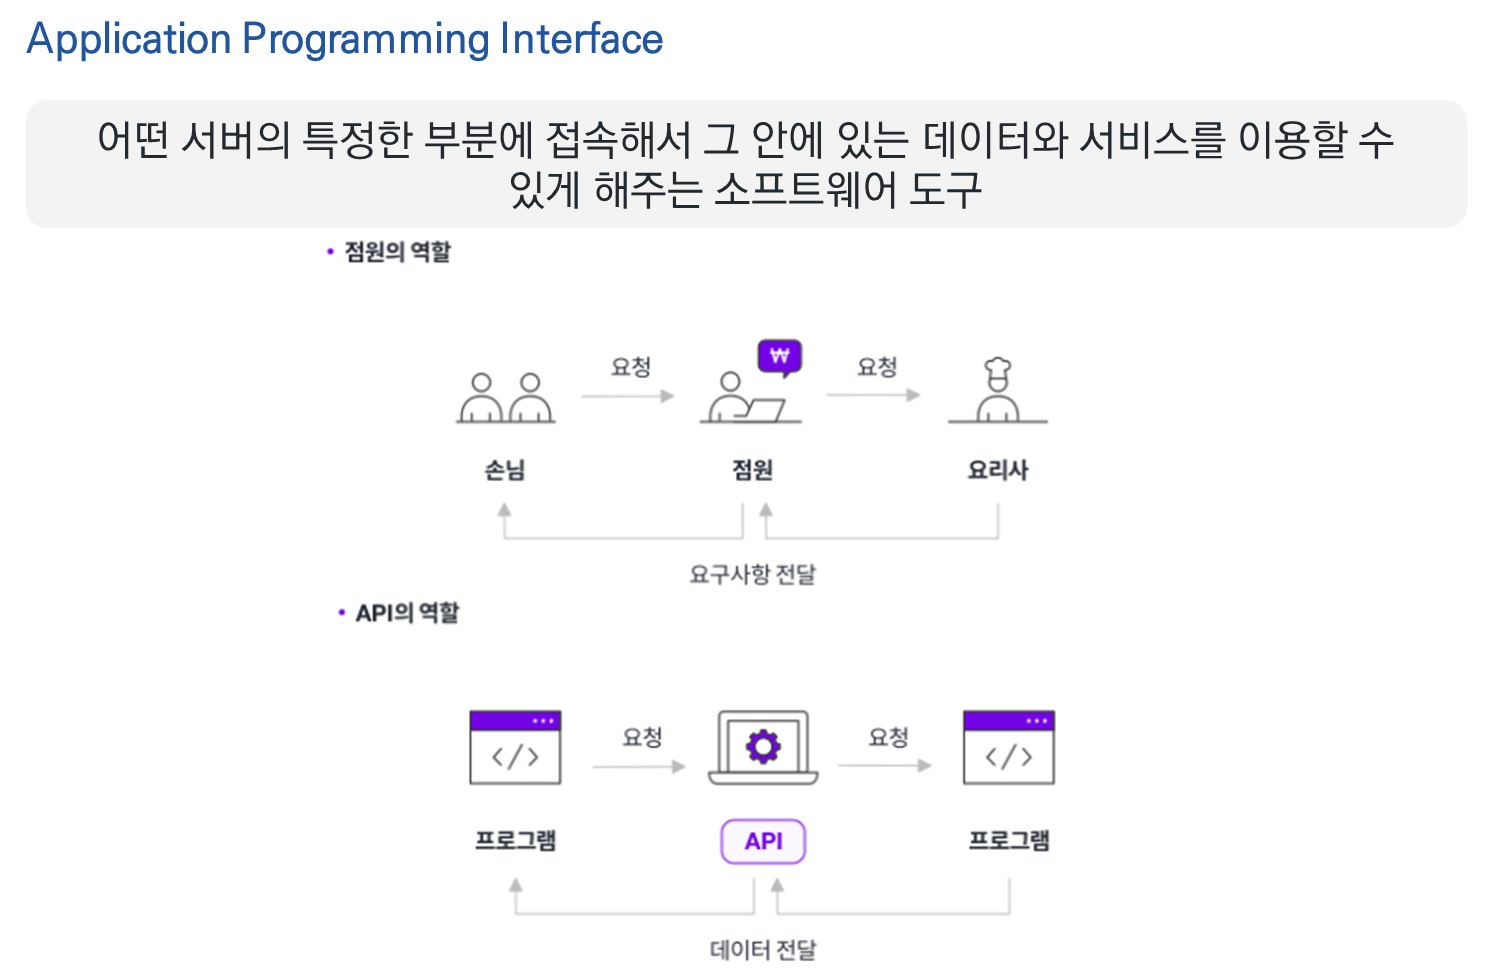 Application Programming Interface
어떤 서버의 특정한 부분에 접속해서 그 안에 있는 데이터와 서비스를 이용할 수
있게 해주는 소프트웨어 도구
• 점원의 역할
요청
₩
요청
손님
점원
요리사
요구사항 전달
• API의 역할
요청
요청
</>
</>
프로그램
API
프로그램
데이터 전달